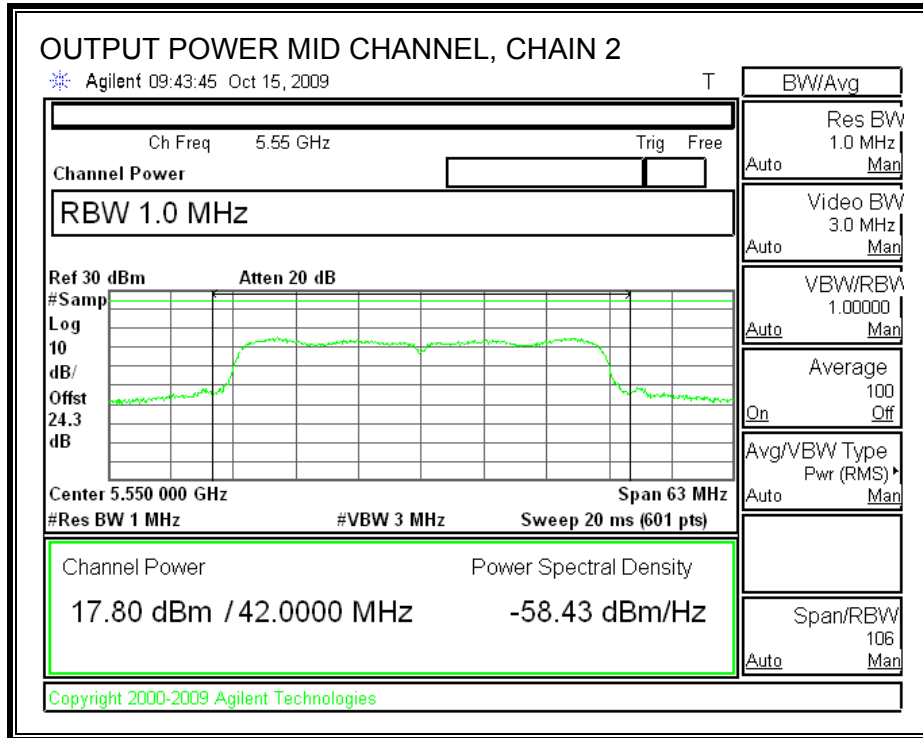 OUTPUT POWER MID CHANNEL, CHAIN 2
Agilent 09:43:45 Oct 15, 2009 T
Ch Freq 5.55 GHz Trig Free
Channel Power
RBW 1.0 MHz
Ref 30 dBm Atten 20 dB
#Samp
Log
10
dB/
Offst
24.3
dB
Center 5.550 000 GHz Span 63 MHz
#Res BW 1 MHz #VBW 3 MHz Sweep 20 ms (601 pts)
Channel Power Power Spectral Density
17.80 dBm / 42.0000 MHz -58.43 dBm/Hz
Copyright 2000-2009 Agilent Technologies
BW/Avg
Res BW
1.0 MHz
Auto Man
Video BW
3.0 MHz
Auto Man
VBW/RBW
1.00000
Auto Man
Average
100
On Off
Avg/VBW Type
Pwr (RMS)
Auto Man
Span/RBW
106
Auto Man